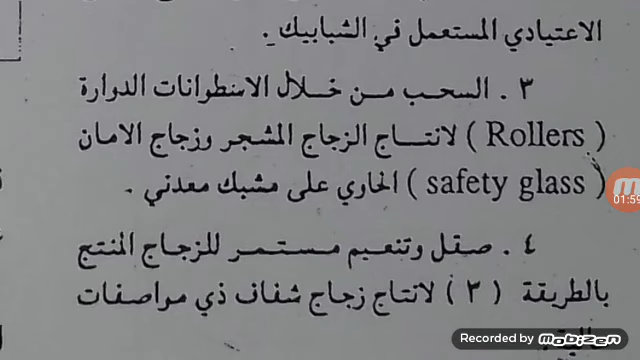 الاعتيادي المستعمل في الشبابيك .
٣ . السحب من خلال الاسطوانات الدوارة
( Rollers ) لانتاج الزجاج المشجر وزجاج الامان
( safety glass ) الحاوي على مشبك معدني .
01:59
٤ . صقل وتنعيم مستمر للزجاج المنتج
بالطريقة ( ٣ ) لانتاج زجاج شفاف ذي مواصفات
Recorded by mobizen